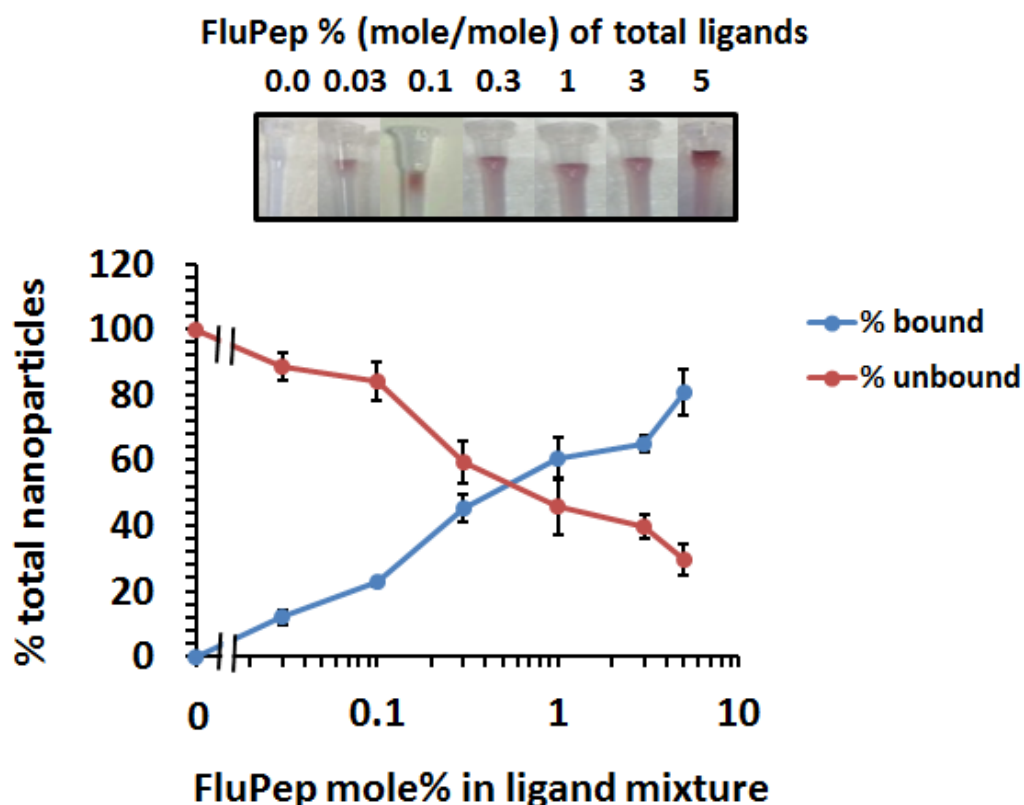 FluPep % (mole/mole) of total ligands
0.0 0.03 0.1 0.3 1 3 5
120
100
80
60
40
20
0
% total nanoparticles
% bound
% unbound
0 0.1 1 10
FluPep mole% in ligand mixture